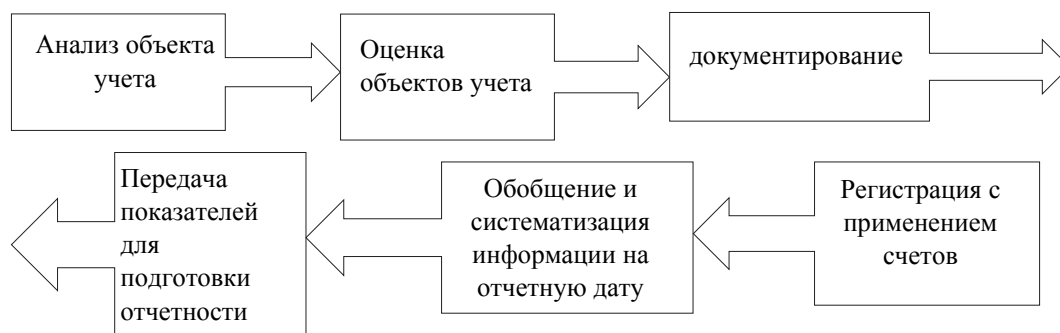 Анализ объекта
учета
Оценка
объектов учета
документирование
Передача
показателей
для
подготовки
отчетности
Обобщение и
систематизация
информации на
отчетную дату
Регистрация с
применением
счетов